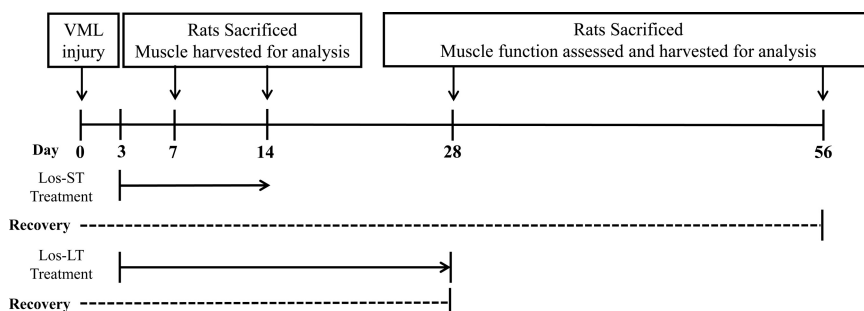 VML
injury
Rats Sacrificed
Muscle harvested for analysis
Rats Sacrificed
Muscle function assessed and harvested for analysis
Day 0 3 7 14 28 56
Los-ST
Treatment
Recovery
Los-LT
Treatment
Recovery